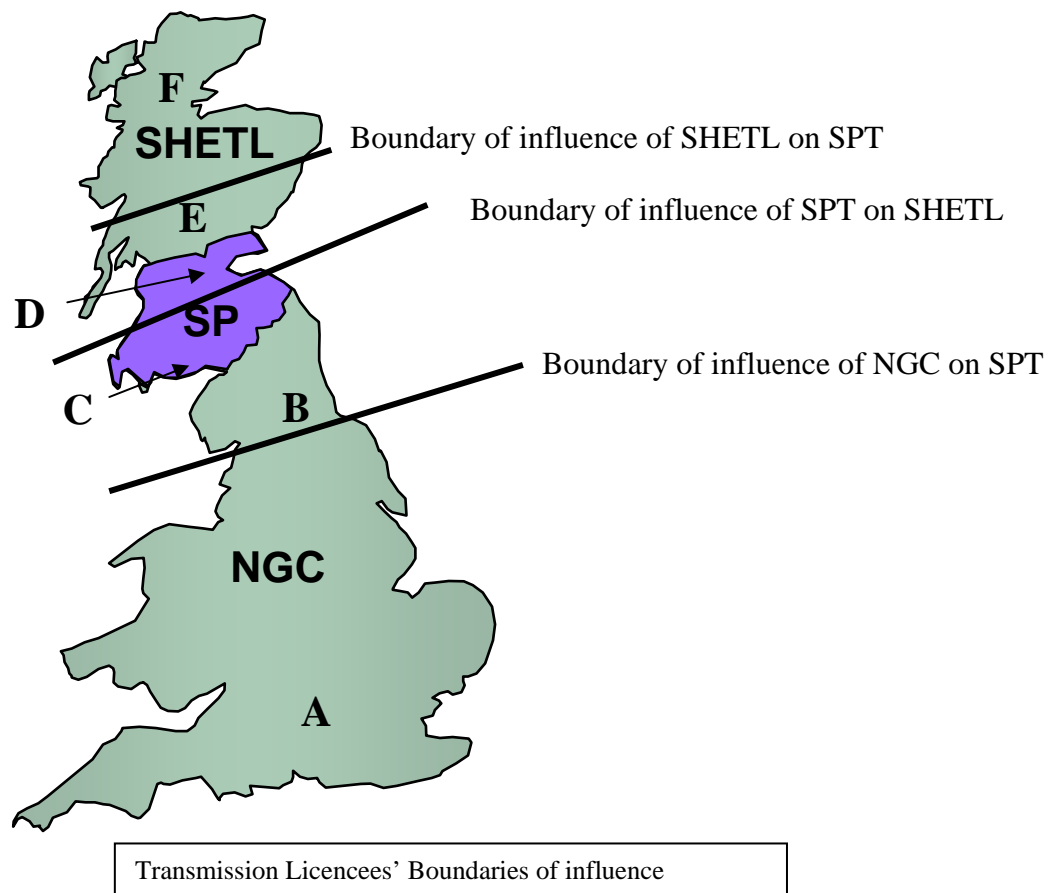 F
SHETL
Boundary of influence of SHETL on SPT
E
Boundary of influence of SPT on SHETL
D
SP
Boundary of influence of NGC on SPT
C
B
NGC
A
Transmission Licencees’ Boundaries of influence